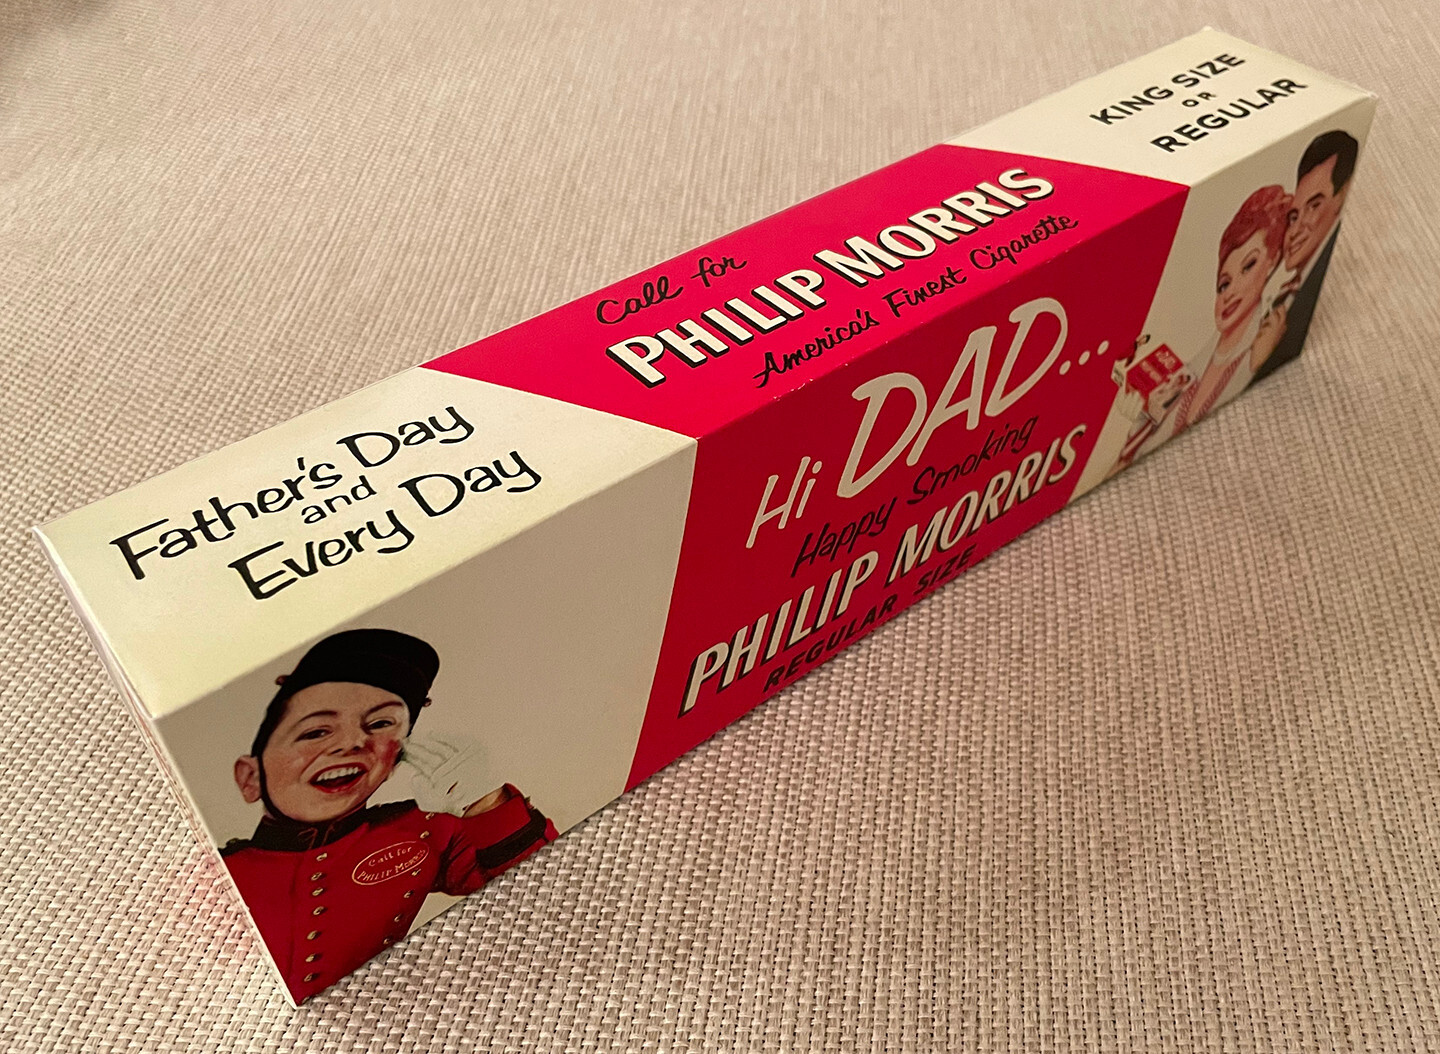 KING SIZE
OR
REGULAR
Call for
PHILIP MORRIS
America's Finest Cigarette
Father's Day
and
Every Day
Hi DAD...
Happy Smoking
PHILIP MORRIS
REGULAR SIZE
Call for
PHILIP MORRIS